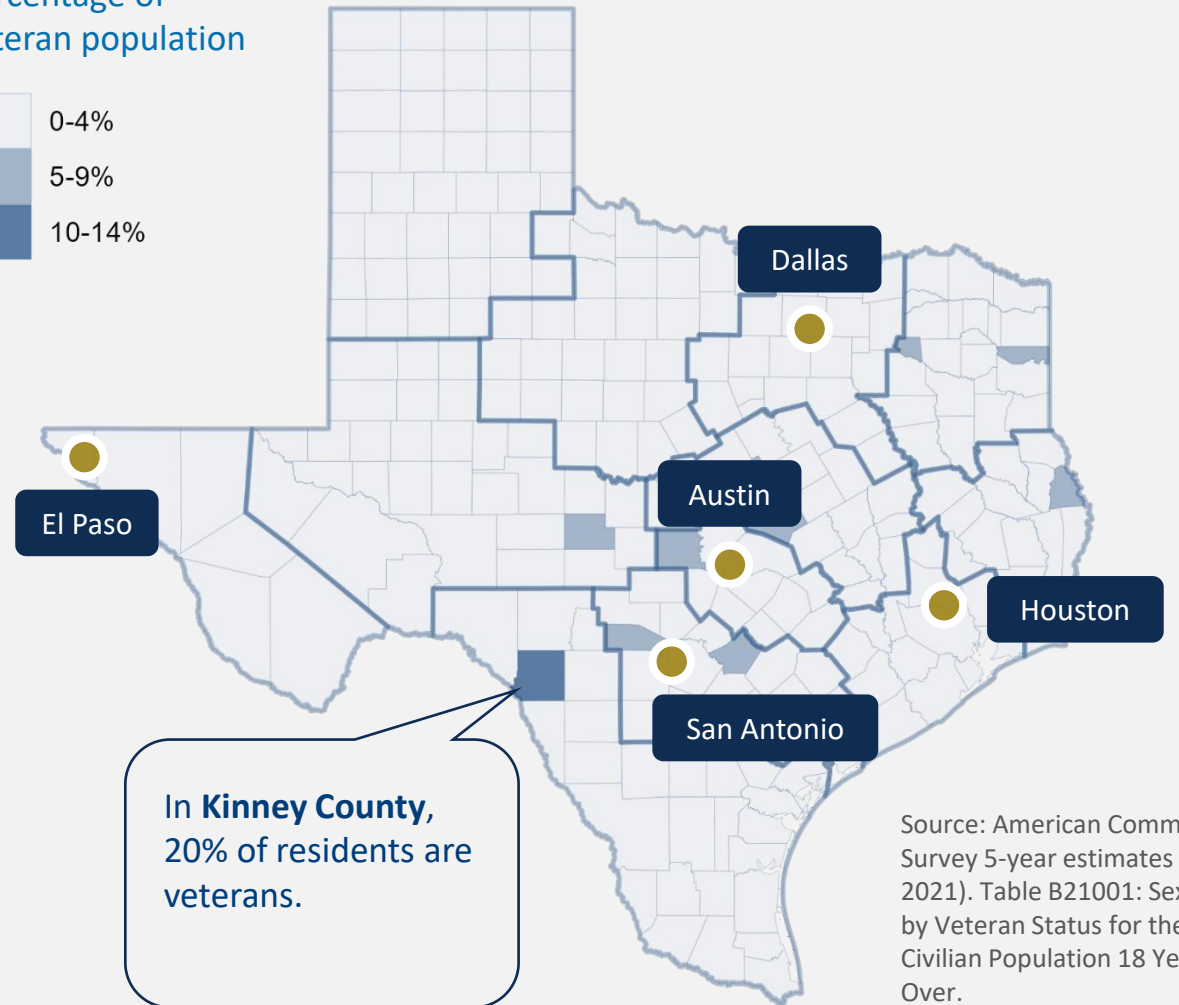 teran population
0-4%
5-9%
10-14%
Dallas
Austin
El Paso
Houston
San Antonio
In Kinney County,
20% of residents are
veterans.
Source: American Comm
Survey 5-year estimates
2021). Table B21001: Sex
by Veteran Status for the
Civilian Population 18 Ye
Over.